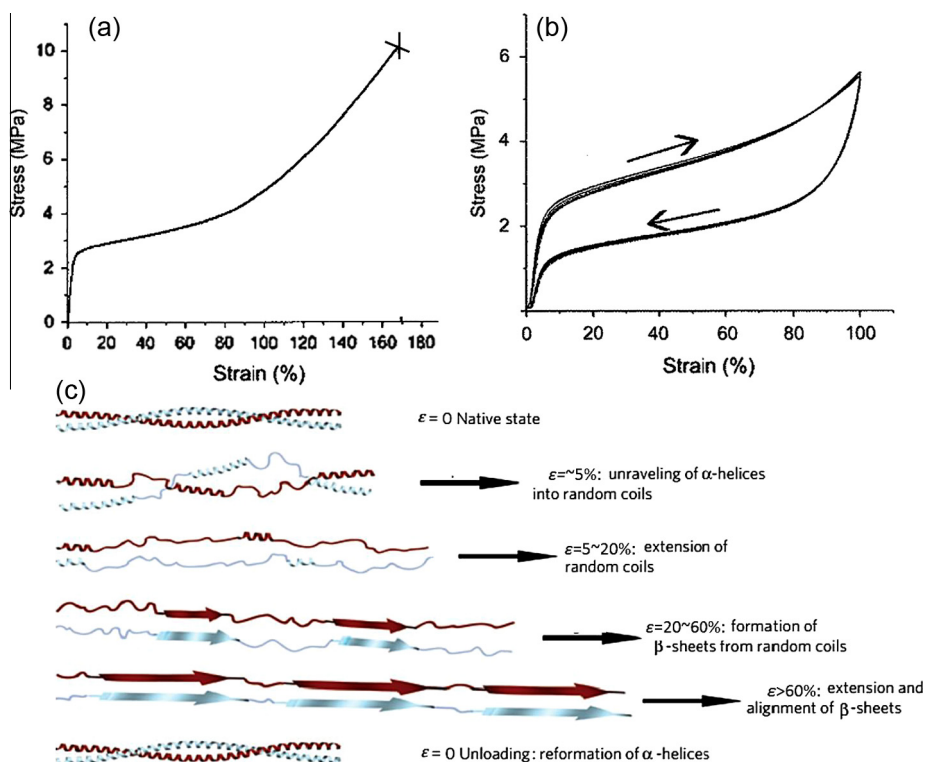 (a)
10
8
6
4
2
0
Stress (MPa)
0 20 40 60 80 100 120 140 160 180
Strain (%)
(b)
6
4
2
0
Stress (MPa)
0 20 40 60 80 100
Strain (%)
(c)
ε = 0 Native state
ε=~5%: unraveling of α-helices
into random coils
ε=5~20%: extension of
random coils
ε=20~60%: formation of
β-sheets from random coils
ε>60%: extension and
alignment of β-sheets
ε = 0 Unloading: reformation of α-helices